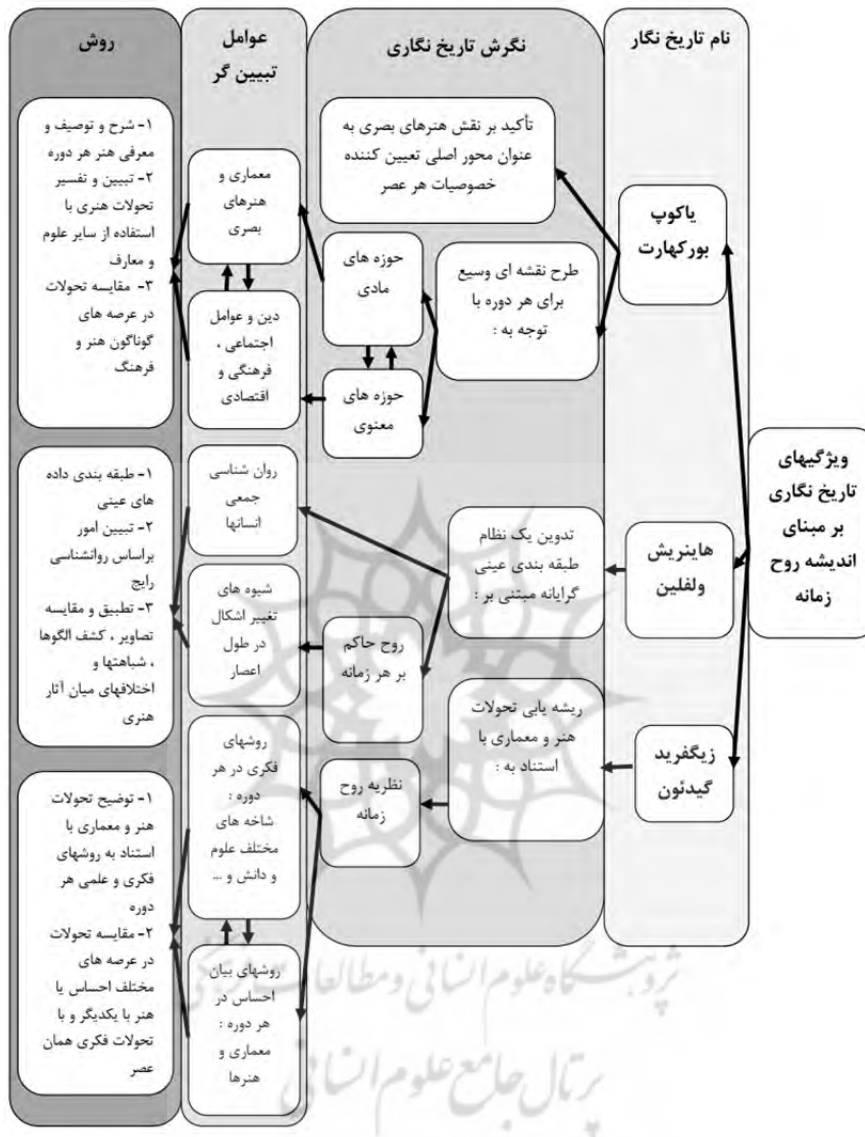 نام تاریخ نگار
نگرش تاریخ نگاری
عوامل
تبیین گر
روش
ویژگیهای
تاریخ نگاری
بر مبنای
اندیشه روح
زمانه
یاکوپ
بورکهارت
تأکید بر نقش هنرهای بصری به
عنوان محور اصلی تعیین کننده
خصوصیات هر عصر
طرح نقشه ای وسیع
برای هر دوره با
توجه به :
حوزه های
مادی
حوزه های
معنوی
معماری و
هنرهای
بصری
دین و عوامل
اجتماعی ،
فرهنگی و
اقتصادی
۱- شرح و توصیف و
معرفی هنر هر دوره
۲- تبیین و تفسیر
تحولات هنری با
استفاده از سایر علوم
و معارف
۳- مقایسه تحولات
در عرصه های
گوناگون هنر و
فرهنگ
هاینریش
ولفلین
تدوین یک نظام
طبقه بندی عینی
گرایانه مبتنی بر :
روح حاکم
بر هر زمانه
روان شناسی
جمعی
انسانها
شیوه های
تغییر اشکال
در طول
اعصار
۱- طبقه بندی داده
های عینی
۲- تبیین امور
براساس روانشناسی
رایج
۳- تطبیق و مقایسه
تصاویر ، کشف الگوها
، شباهتها و
اختلافهای میان آثار
هنری
زیگفرید
گیدئون
ریشه یابی تحولات
هنر و معماری با
استناد به :
نظریه روح
زمانه
روشهای
فکری در هر
دوره :
شاخه های
مختلف علوم
و دانش و ...
روشهای بیان
احساس در
هر دوره :
معماری و
هنرها
۱- توضیح تحولات
هنر و معماری با
استناد به روشهای
فکری و علمی هر
دوره
۲- مقایسه تحولات
در عرصه های
مختلف احساس یا
هنر با یکدیگر و با
تحولات فکری همان
عصر
پژوهشگاه علوم انسانی و مطالعات فرهنگی
پرتال جامع علوم انسانی